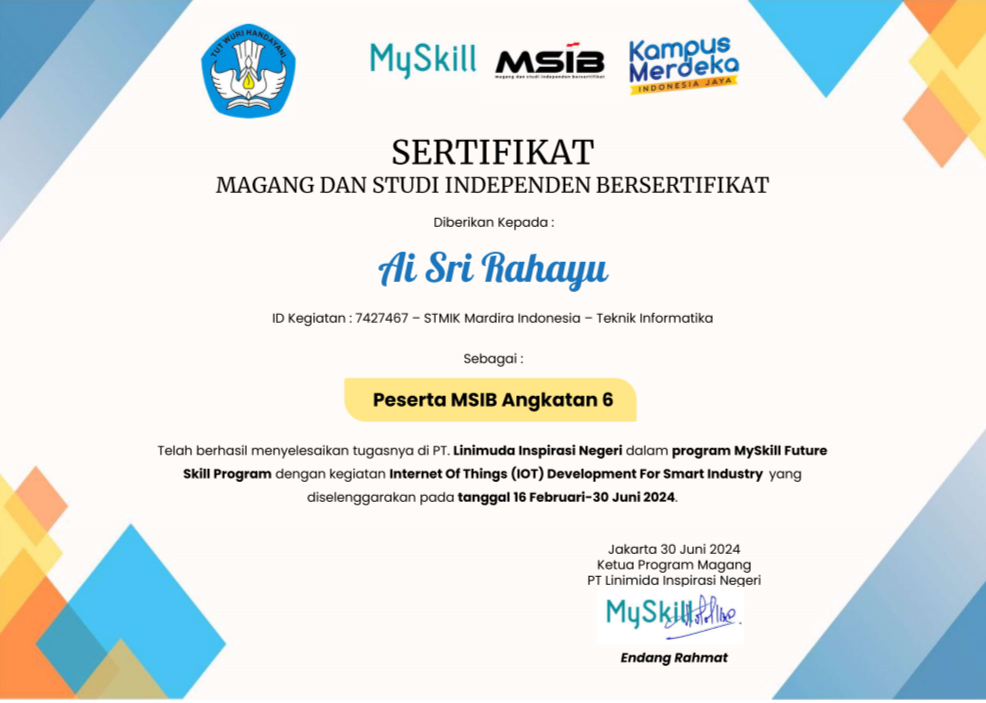 TUT WURI HANDAYANI
MySkill
MSIB
magang dan studi independen bersertifikat
Kampus
Merdeka
INDONESIA JAYA
SERTIFIKAT
MAGANG DAN STUDI INDEPENDEN BERSERTIFIKAT
Diberikan Kepada :
Ai Sri Rahayu
ID Kegiatan : 7427467 – STMIK Mardira Indonesia – Teknik Informatika
Sebagai :
Peserta MSIB Angkatan 6
Telah berhasil menyelesaikan tugasnya di PT. Linimuda Inspirasi Negeri dalam program MySkill Future
Skill Program dengan kegiatan Internet Of Things (IOT) Development For Smart Industry yang
diselenggarakan pada tanggal 16 Februari-30 Juni 2024.
Jakarta 30 Juni 2024
Ketua Program Magang
PT Linimida Inspirasi Negeri
MySkill
Endang Rahmat